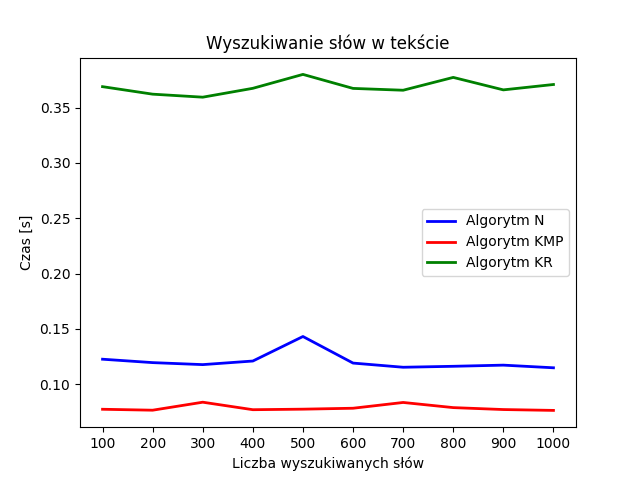 Wyszukiwanie słów w tekście
Czas [s]
0.35
0.30
0.25
0.20
0.15
0.10
Algorytm N
Algorytm KMP
Algorytm KR
100 200 300 400 500 600 700 800 900 1000
Liczba wyszukiwanych słów